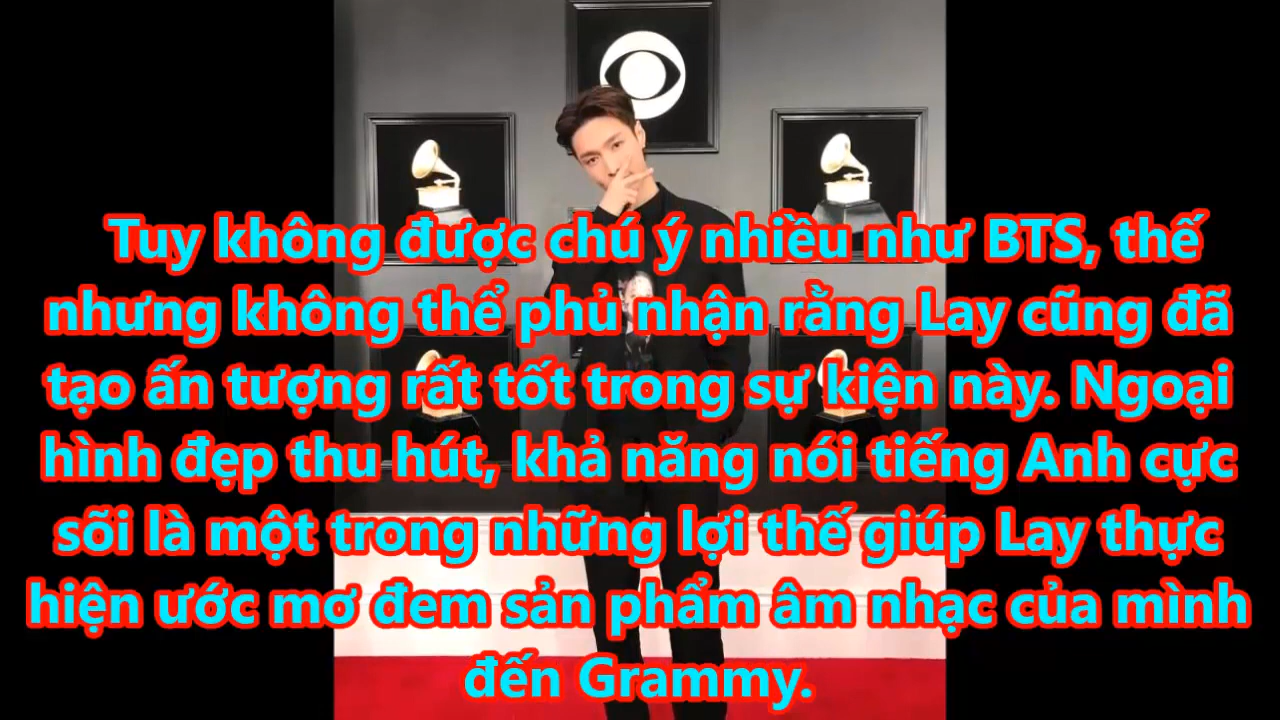 Tuy không được chú ý nhiều như BTS, thế
nhưng không thể phủ nhận rằng Lay cũng đã
tạo ấn tượng rất tốt trong sự kiện này. Ngoại
hình đẹp thu hút, khả năng nói tiếng Anh cực
sõi là một trong những lợi thế giúp Lay thực
hiện ước mơ đem sản phẩm âm nhạc của mình
đến Grammy.